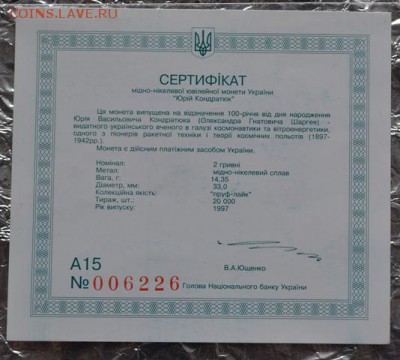 COINS.LAVE.RU
СЕРТИФІКАТ
мідно-нікелевої ювілейної монети України
"Юрій Кондратюк"
Ця монета випущена на відзначення 100-річчя від дня народження
Юрія Васильовича Кондратюка (Олександра Гнатовича Шаргея) -
видатного українського вченого в галузі космонавтики та вітроенергетики,
одного з піонерів ракетної техніки і теорії космічних польотів (1897-
1942рр.).
Монета є дійсним платіжним засобом України.
Номінал: 2 гривні
Метал: мідно-нікелевий сплав
Вага, г: 14,35
Діаметр, мм: 33,0
Колекційна якість: "пруф-лайк"
Тираж, шт.: 20 000
Рік випуску: 1997
В.А.Ющенко
А15
№ 006226 Голова Національного банку України